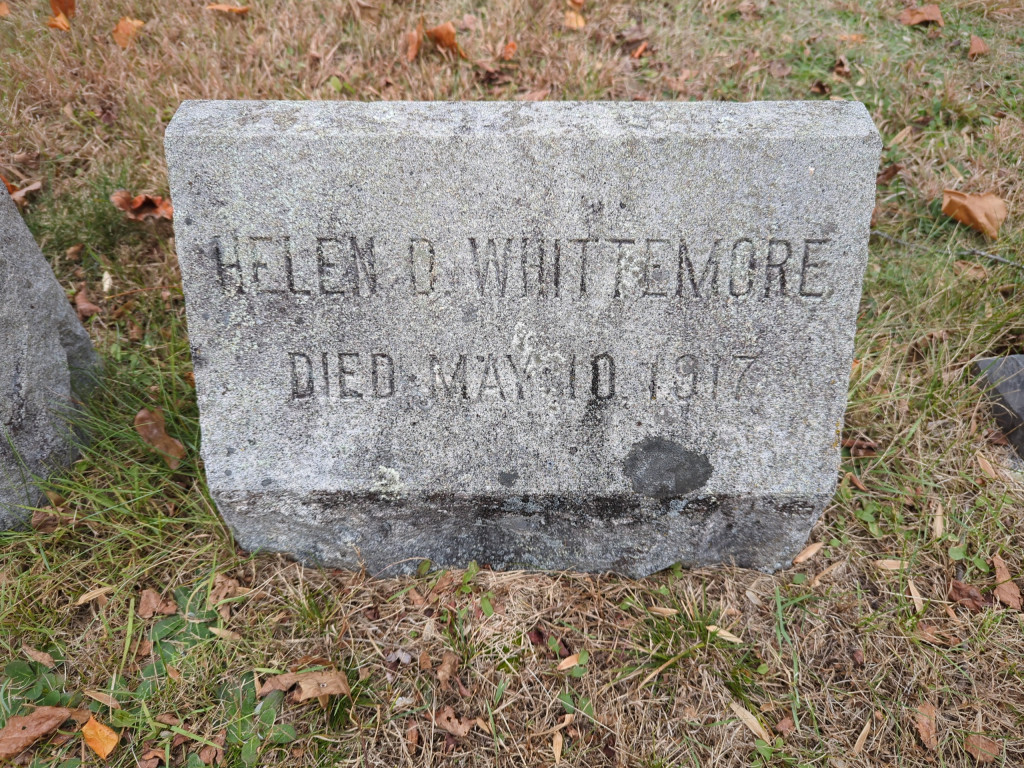 HELEN D. WHITTEMORE
DIED MAY 10, 1917